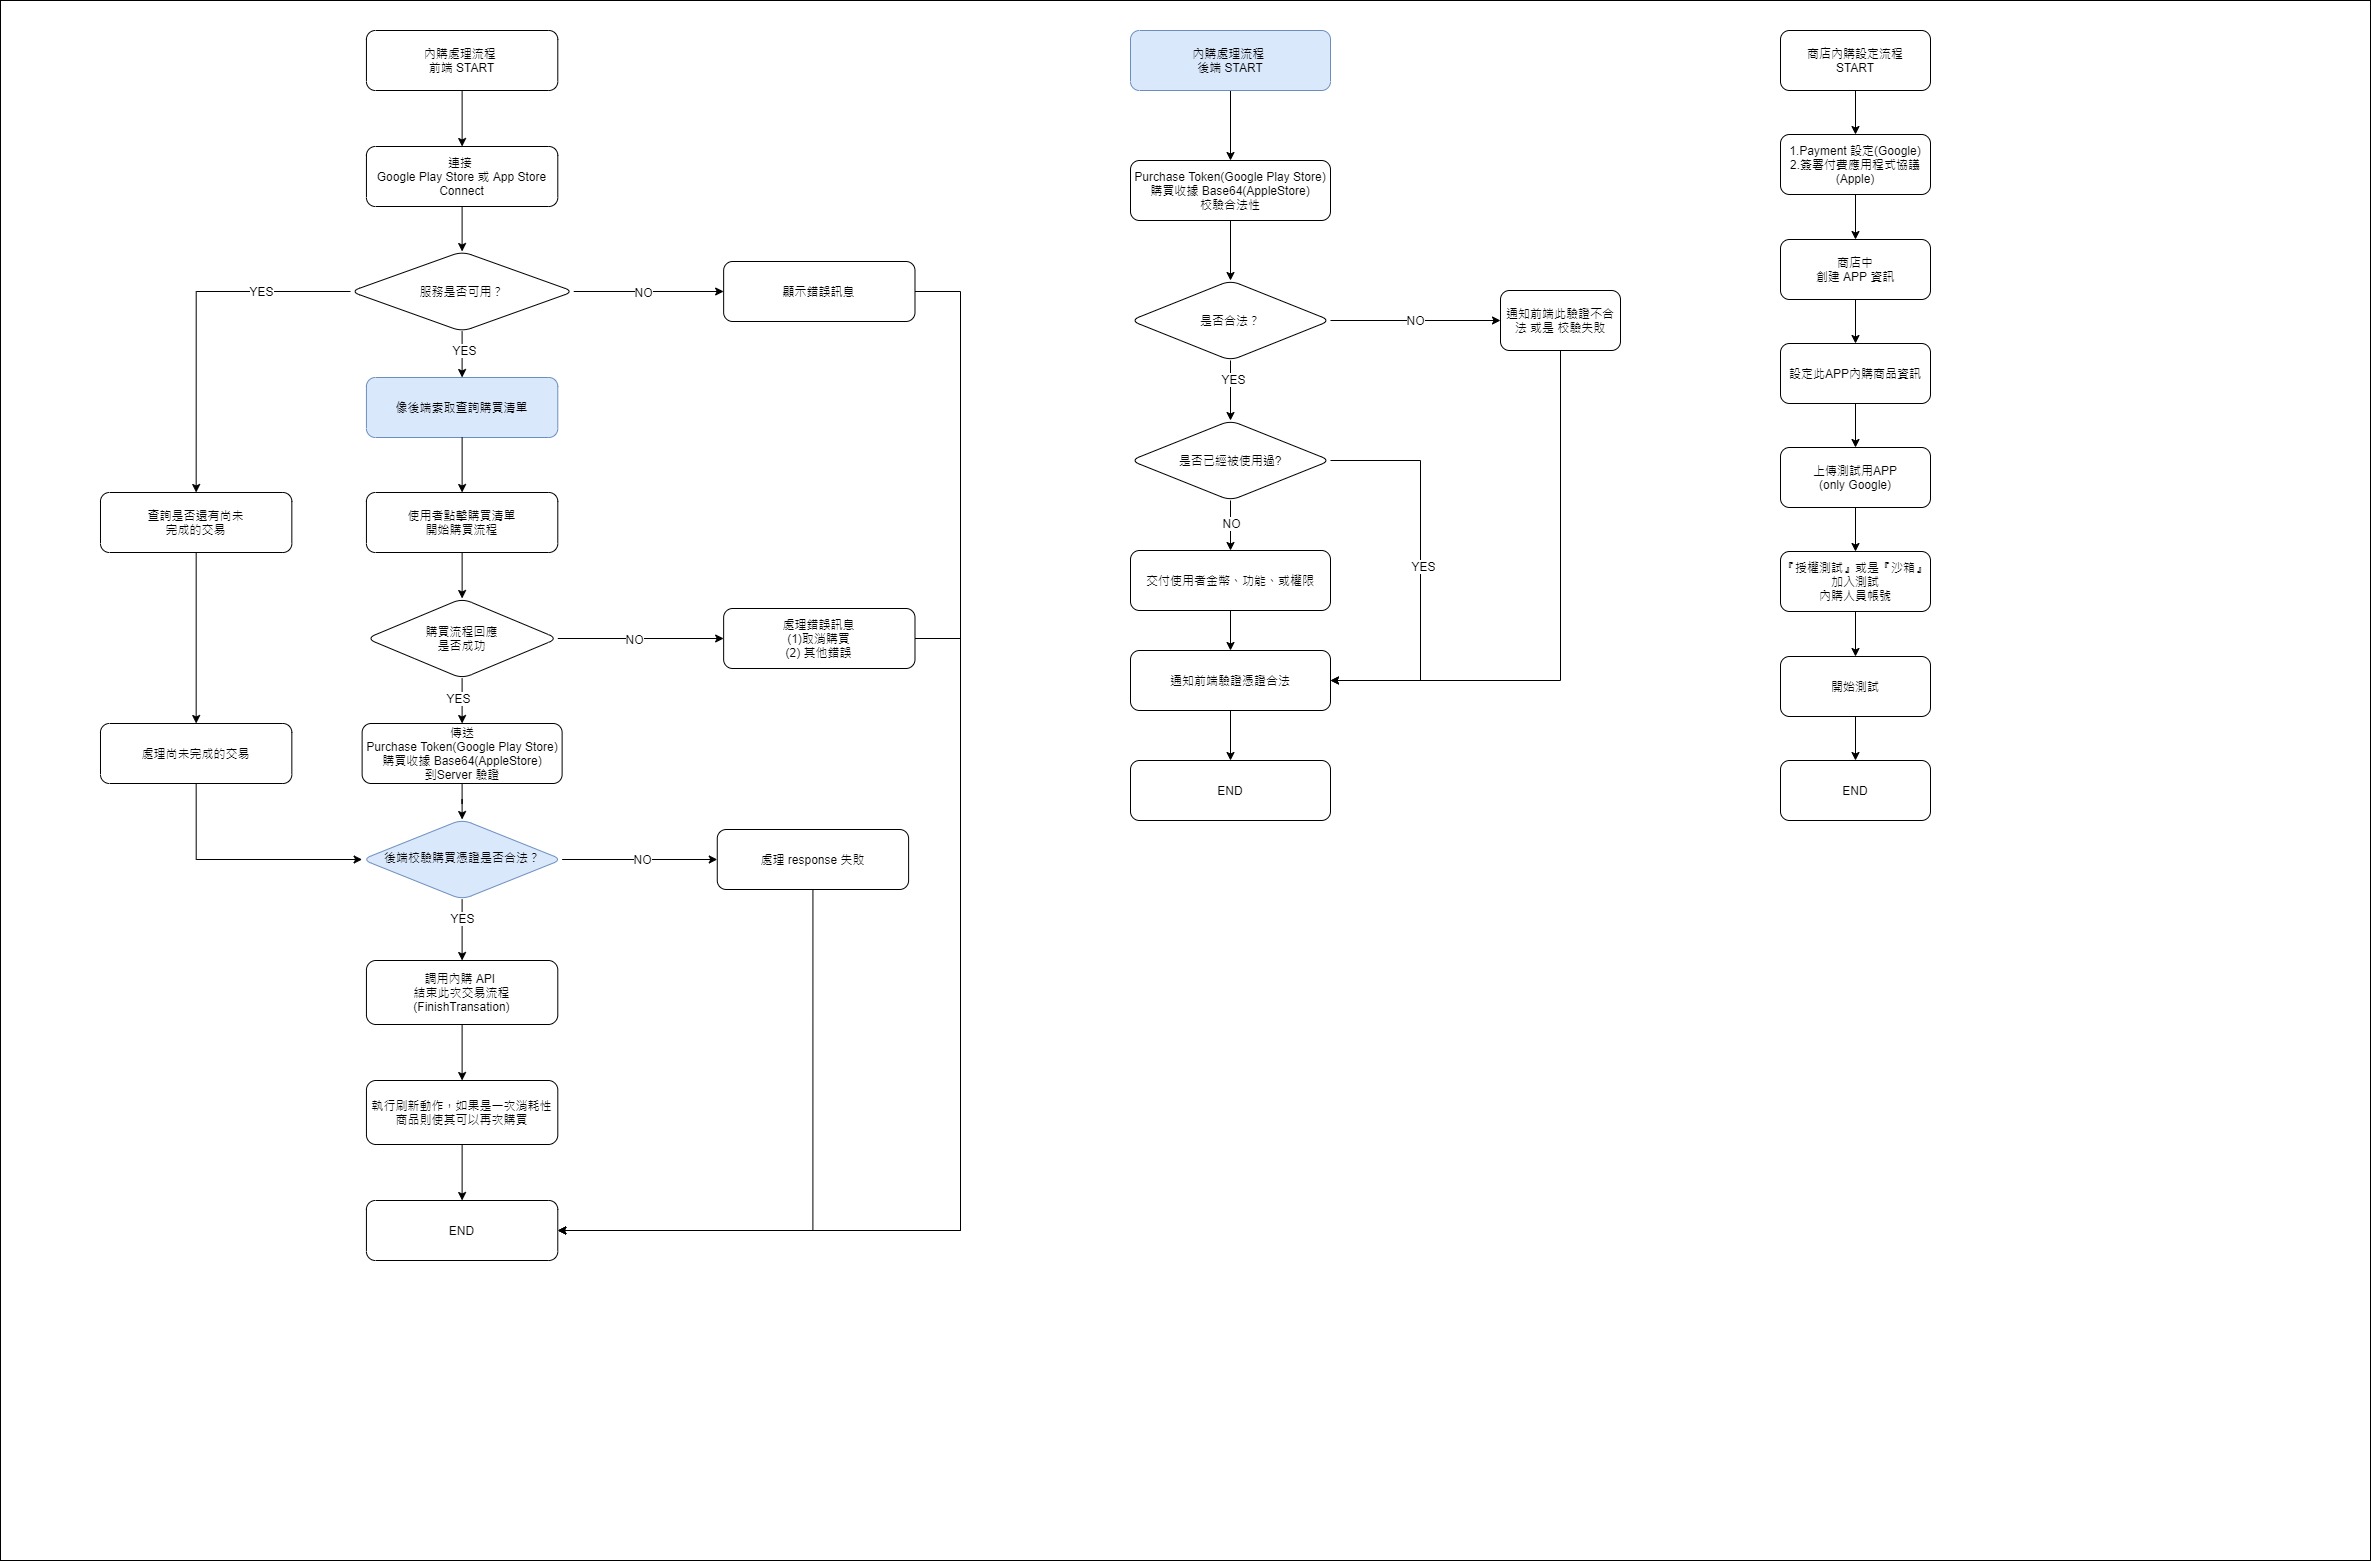 內購處理流程
前端 START
連接
Google Play Store 或 App Store
Connect
服務是否可用？
YES
NO
顯示錯誤訊息
YES
像後端索取查詢購買清單
查詢是否還有尚未
完成的交易
使用者點擊購買清單
開始購買流程
購買流程回應
是否成功
NO
處理錯誤訊息
(1)取消購買
(2) 其他錯誤
YES
處理尚未完成的交易
傳送
Purchase Token(Google Play Store)
購買收據 Base64(AppleStore)
到Server 驗證
後端校驗購買憑證是否合法？
NO
處理 response 失敗
YES
調用內購 API
結束此次交易流程
(FinishTransation)
執行刷新動作，如果是一次消耗性
商品則使其可以再次購買
END
內購處理流程
後端 START
Purchase Token(Google Play Store)
購買收據 Base64(AppleStore)
校驗合法性
是否合法？
NO
通知前端此驗證不合
法 或是 校驗失敗
YES
是否已經被使用過?
NO
YES
交付使用者金幣、功能、或權限
通知前端驗證憑證合法
END
商店內購設定流程
START
1.Payment 設定(Google)
2.簽署付費應用程式協議
(Apple)
商店中
創建 APP 資訊
設定此APP內購商品資訊
上傳測試用APP
(only Google)
『授權測試』或是『沙箱』
加入測試
內購人員帳號
開始測試
END